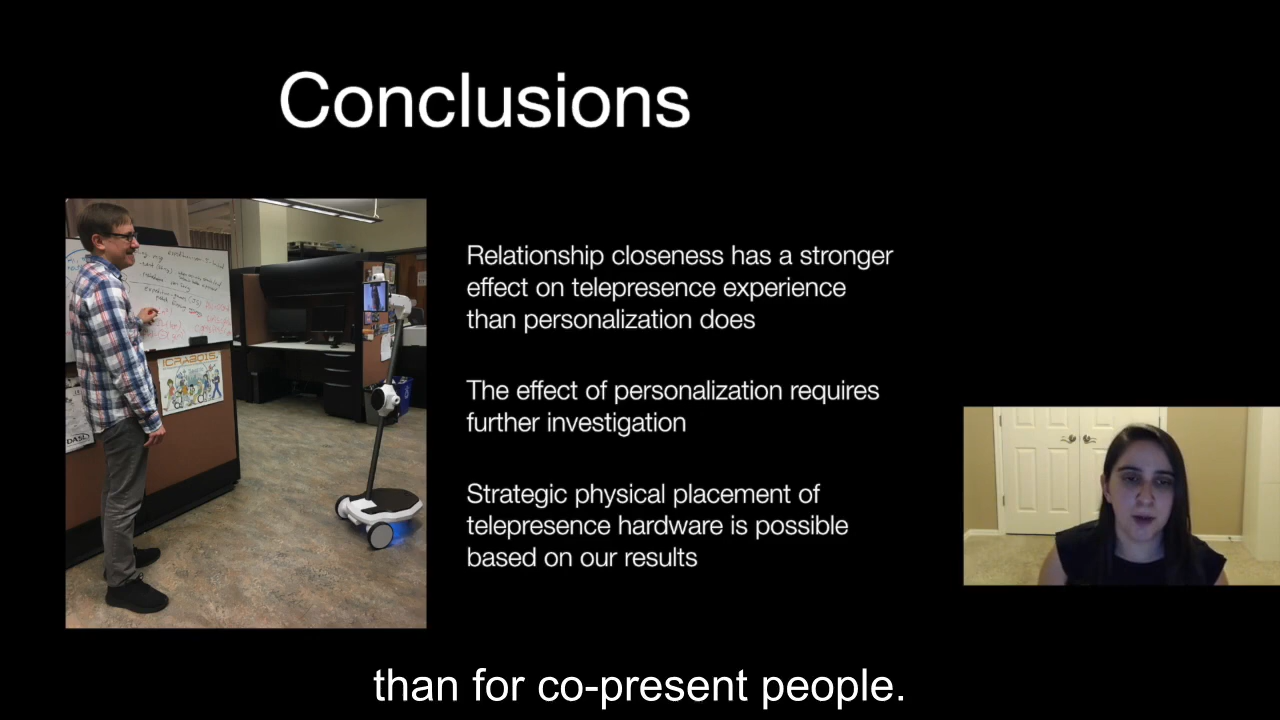 Conclusions
Relationship closeness has a stronger
effect on telepresence experience
than personalization does
The effect of personalization requires
further investigation
Strategic physical placement of
telepresence hardware is possible
based on our results
DASL
than for co-present people.